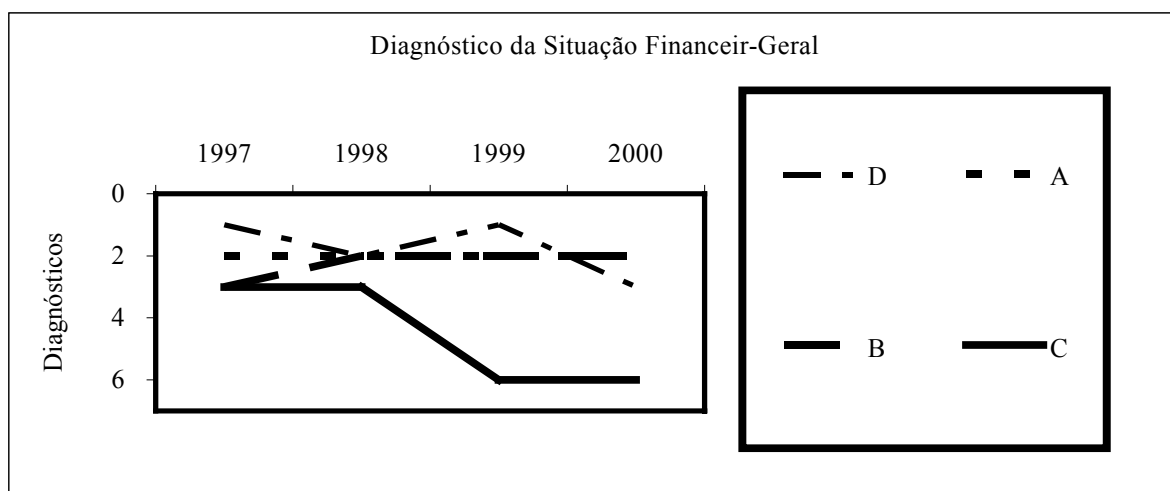 Diagnóstico da Situação Financeir-Geral
1997 1998 1999 2000
0
2
4
6
Diagnósticos
D A
B C